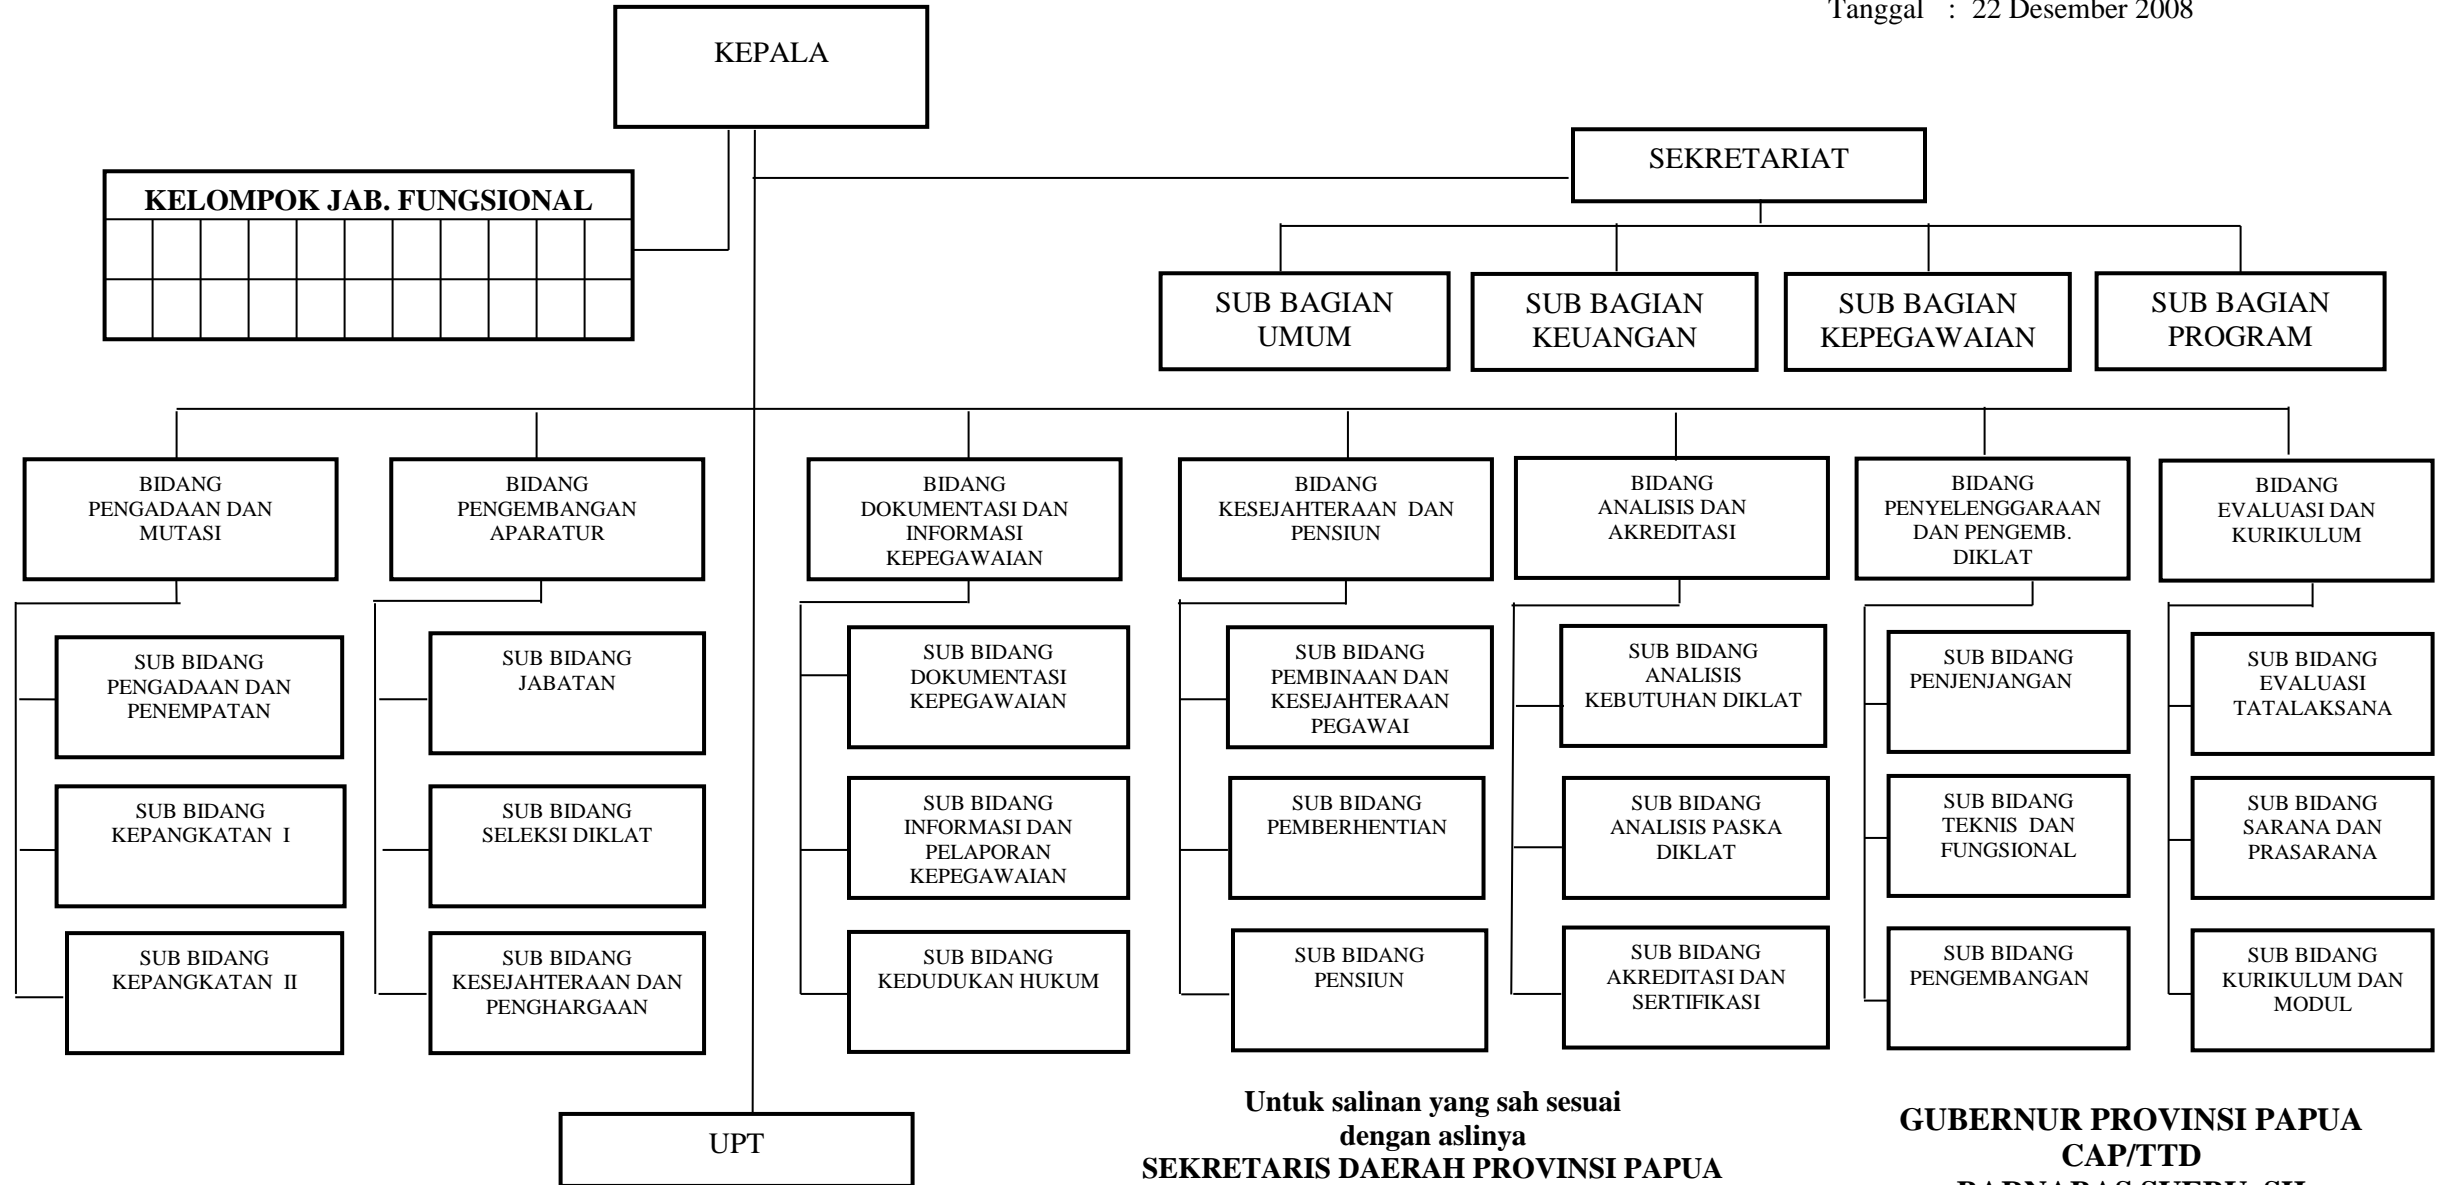 Tanggal : 22 Desember 2008
KEPALA
SEKRETARIAT
KELOMPOK JAB. FUNGSIONAL
SUB BAGIAN
UMUM
SUB BAGIAN
KEUANGAN
SUB BAGIAN
KEPEGAWAIAN
SUB BAGIAN
PROGRAM
BIDANG
PENGADAAN DAN
MUTASI
BIDANG
PENGEMBANGAN
APARATUR
BIDANG
DOKUMENTASI DAN
INFORMASI
KEPEGAWAIAN
BIDANG
KESEJAHTERAAN DAN
PENSIUN
BIDANG
ANALISIS DAN
AKREDITASI
BIDANG
PENYELENGGARAAN
DAN PENGEMB.
DIKLAT
BIDANG
EVALUASI DAN
KURIKULUM
SUB BIDANG
PENGADAAN DAN
PENEMPATAN
SUB BIDANG
JABATAN
SUB BIDANG
DOKUMENTASI
KEPEGAWAIAN
SUB BIDANG
PEMBINAAN DAN
KESEJAHTERAAN
PEGAWAI
SUB BIDANG
ANALISIS
KEBUTUHAN DIKLAT
SUB BIDANG
PENJENJANGAN
SUB BIDANG
EVALUASI
TATALAKSANA
SUB BIDANG
KEPANGKATAN I
SUB BIDANG
SELEKSI DIKLAT
SUB BIDANG
INFORMASI DAN
PELAPORAN
KEPEGAWAIAN
SUB BIDANG
PEMBERHENTIAN
SUB BIDANG
ANALISIS PASKA
DIKLAT
SUB BIDANG
TEKNIS DAN
FUNGSIONAL
SUB BIDANG
SARANA DAN
PRASARANA
SUB BIDANG
KEPANGKATAN II
SUB BIDANG
KESEJAHTERAAN DAN
PENGHARGAAN
SUB BIDANG
KEDUDUKAN HUKUM
SUB BIDANG
PENSIUN
SUB BIDANG
AKREDITASI DAN
SERTIFIKASI
SUB BIDANG
PENGEMBANGAN
SUB BIDANG
KURIKULUM DAN
MODUL
UPT
Untuk salinan yang sah sesuai
dengan aslinya
SEKRETARIS DAERAH PROVINSI PAPUA
GUBERNUR PROVINSI PAPUA
CAP/TTD